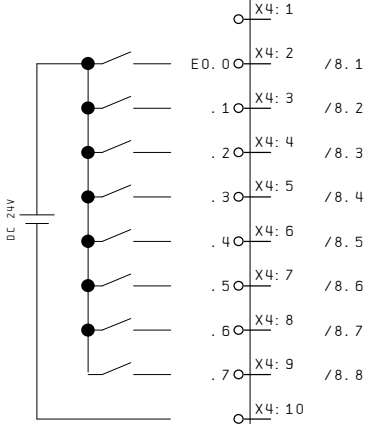 X4:1
E0.0 X4:2 /8.1
.1 X4:3 /8.2
.2 X4:4 /8.3
.3 X4:5 /8.4
.4 X4:6 /8.5
.5 X4:7 /8.6
.6 X4:8 /8.7
.7 X4:9 /8.8
X4:10
DC 24V